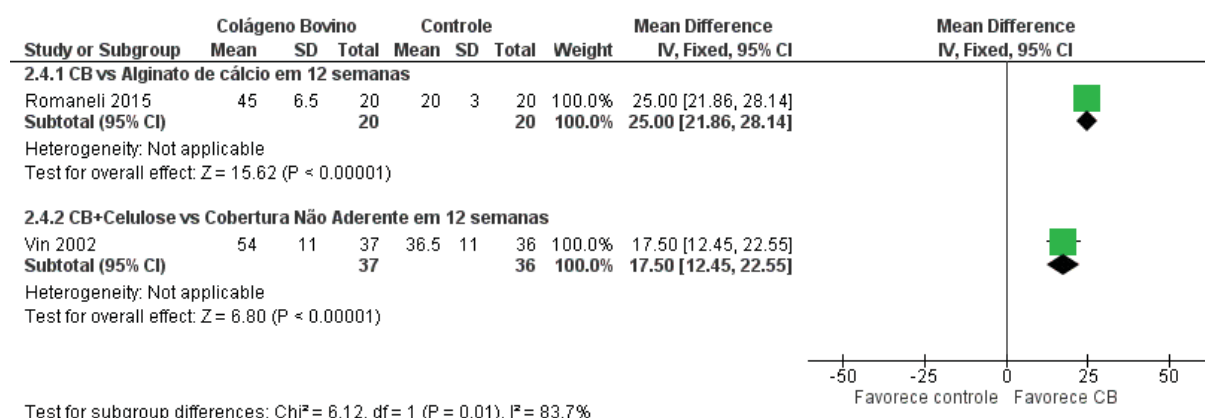 Colágeno Bovino Controle Mean Difference Mean Difference
Study or Subgroup Mean SD Total Mean SD Total Weight IV, Fixed, 95% CI IV, Fixed, 95% CI
2.4.1 CB vs Alginato de cálcio em 12 semanas
Romaneli 2015 45 6.5 20 20 3 20 100.0% 25.00 [21.86, 28.14]
Subtotal (95% CI) 20 20 100.0% 25.00 [21.86, 28.14]
Heterogeneity: Not applicable
Test for overall effect: Z = 15.62 (P < 0.00001)
2.4.2 CB+Celulose vs Cobertura Não Aderente em 12 semanas
Vin 2002 54 11 37 36.5 11 36 100.0% 17.50 [12.45, 22.55]
Subtotal (95% CI) 37 36 100.0% 17.50 [12.45, 22.55]
Heterogeneity: Not applicable
Test for overall effect: Z = 6.80 (P < 0.00001)
-50 -25 0 25 50
Favorece controle Favorece CB
Test for subgroup differences: Chi² = 6.12, df = 1 (P = 0.01), I² = 83.7%